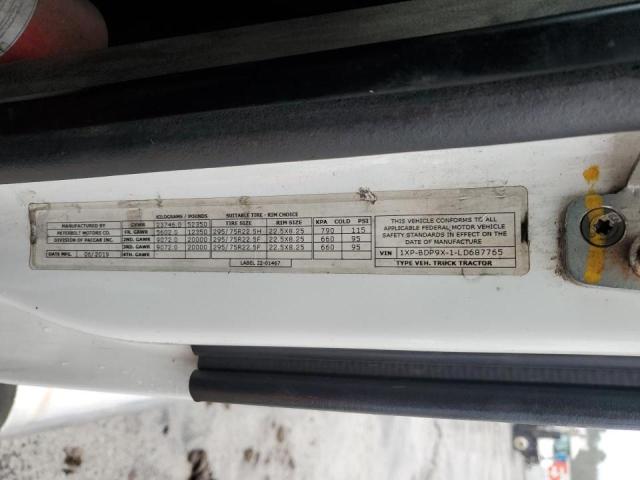 KILOGRAMS / POUNDS SUITABLE TIRE - RIM CHOICE
MANUFACTURED BY GVWR 23746.0 52350 TIRE SIZE RIM SIZE KPA COLD PSI
PETERBILT MOTORS CO. FR. GAWR 5602.0 12350 295/75R22.5H 22.5X8.25 790 115
DIVISION OF PACCAR INC. 2ND. GAWR 9072.0 20000 295/75R22.5F 22.5X8.25 660 95
3RD. GAWR 9072.0 20000 295/75R22.5F 22.5X8.25 660 95
DATE MFG. 06/2019 4TH. GAWR
LABEL 22-01467
THIS VEHICLE CONFORMS TO ALL
APPLICABLE FEDERAL MOTOR VEHICLE
SAFETY STANDARDS IN EFFECT ON THE
DATE OF MANUFACTURE
VIN 1XP-BDP9X-1-LD687765
TYPE VEH. TRUCK TRACTOR